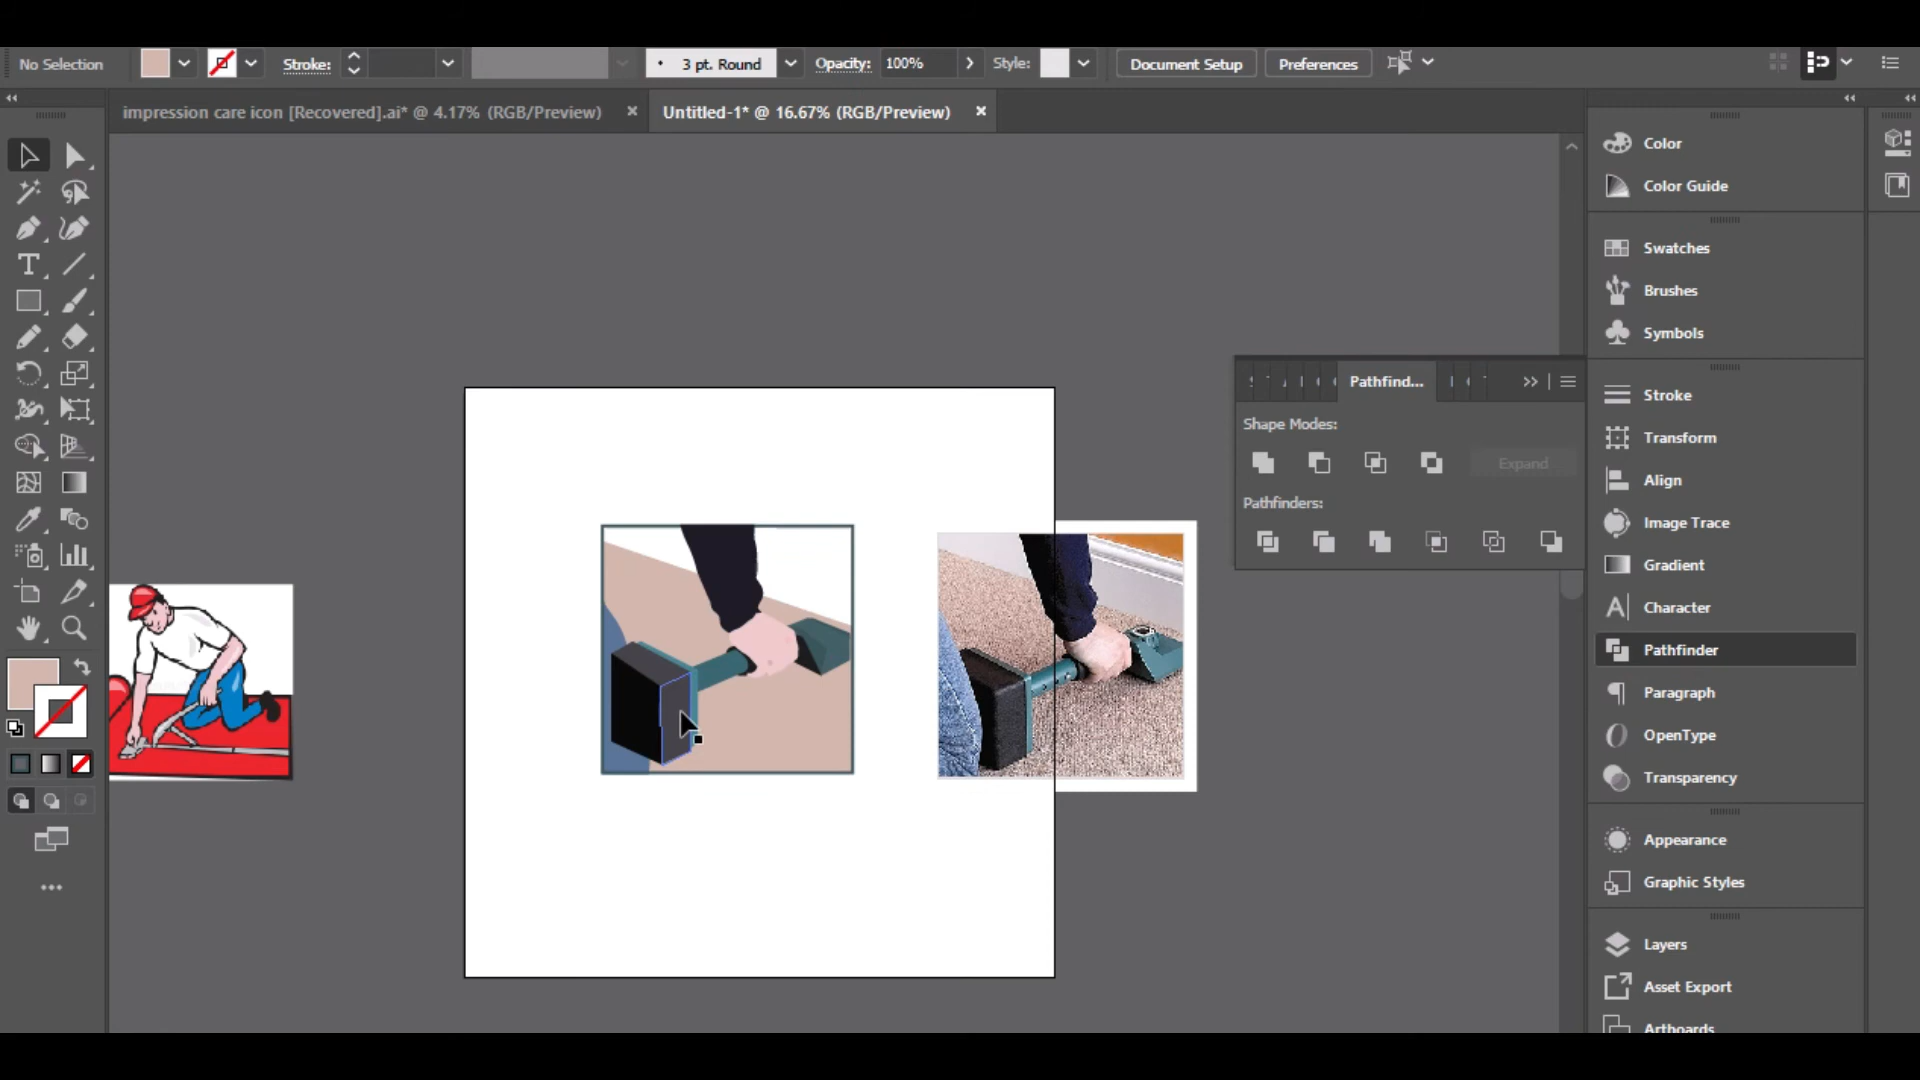 No Selection
Stroke:
3 pt. Round
Opacity:
100%
Style:
Document Setup
Preferences
impression care icon [Recovered].ai* @ 4.17% (RGB/Preview)
Untitled-1* @ 16.67% (RGB/Preview)
Pathfind...
Shape Modes:
Expand
Pathfinders:
Color
Color Guide
Swatches
Brushes
Symbols
Stroke
Transform
Align
Image Trace
Gradient
Character
Pathfinder
Paragraph
OpenType
Transparency
Appearance
Graphic Styles
Layers
Asset Export
Artboards